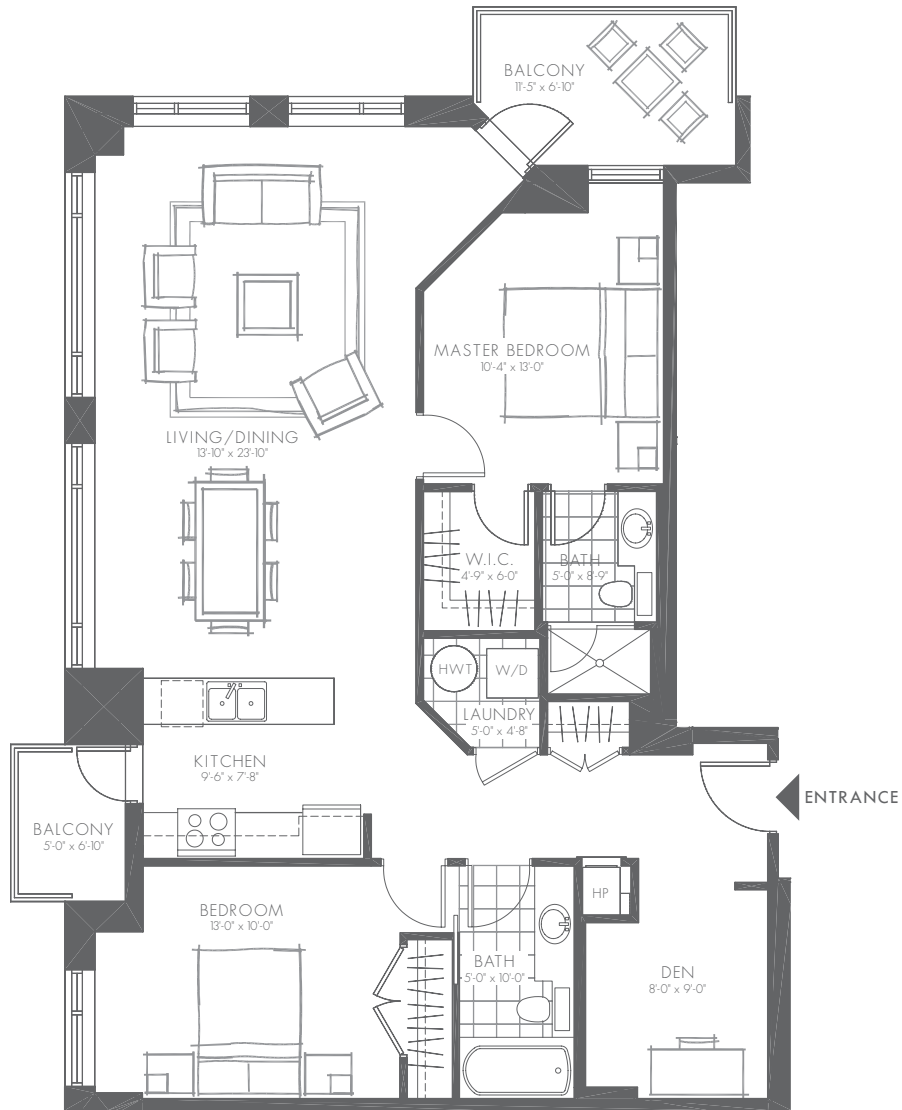 BALCONY
11'-5" x 6'-10"
MASTER BEDROOM
10'-4" x 13'-0"
LIVING/DINING
13'-10" x 23'-10"
W.I.C.
4'-9" x 6'-0"
BATH
5'-0" x 8'-9"
HWT
W/D
LAUNDRY
5'-0" x 4'-8"
KITCHEN
9'-6" x 7'-8"
ENTRANCE
BALCONY
5'-0" x 6'-10"
HP
BEDROOM
13'-0" x 10'-0"
BATH
5'-0" x 10'-0"
DEN
8'-0" x 9'-0"